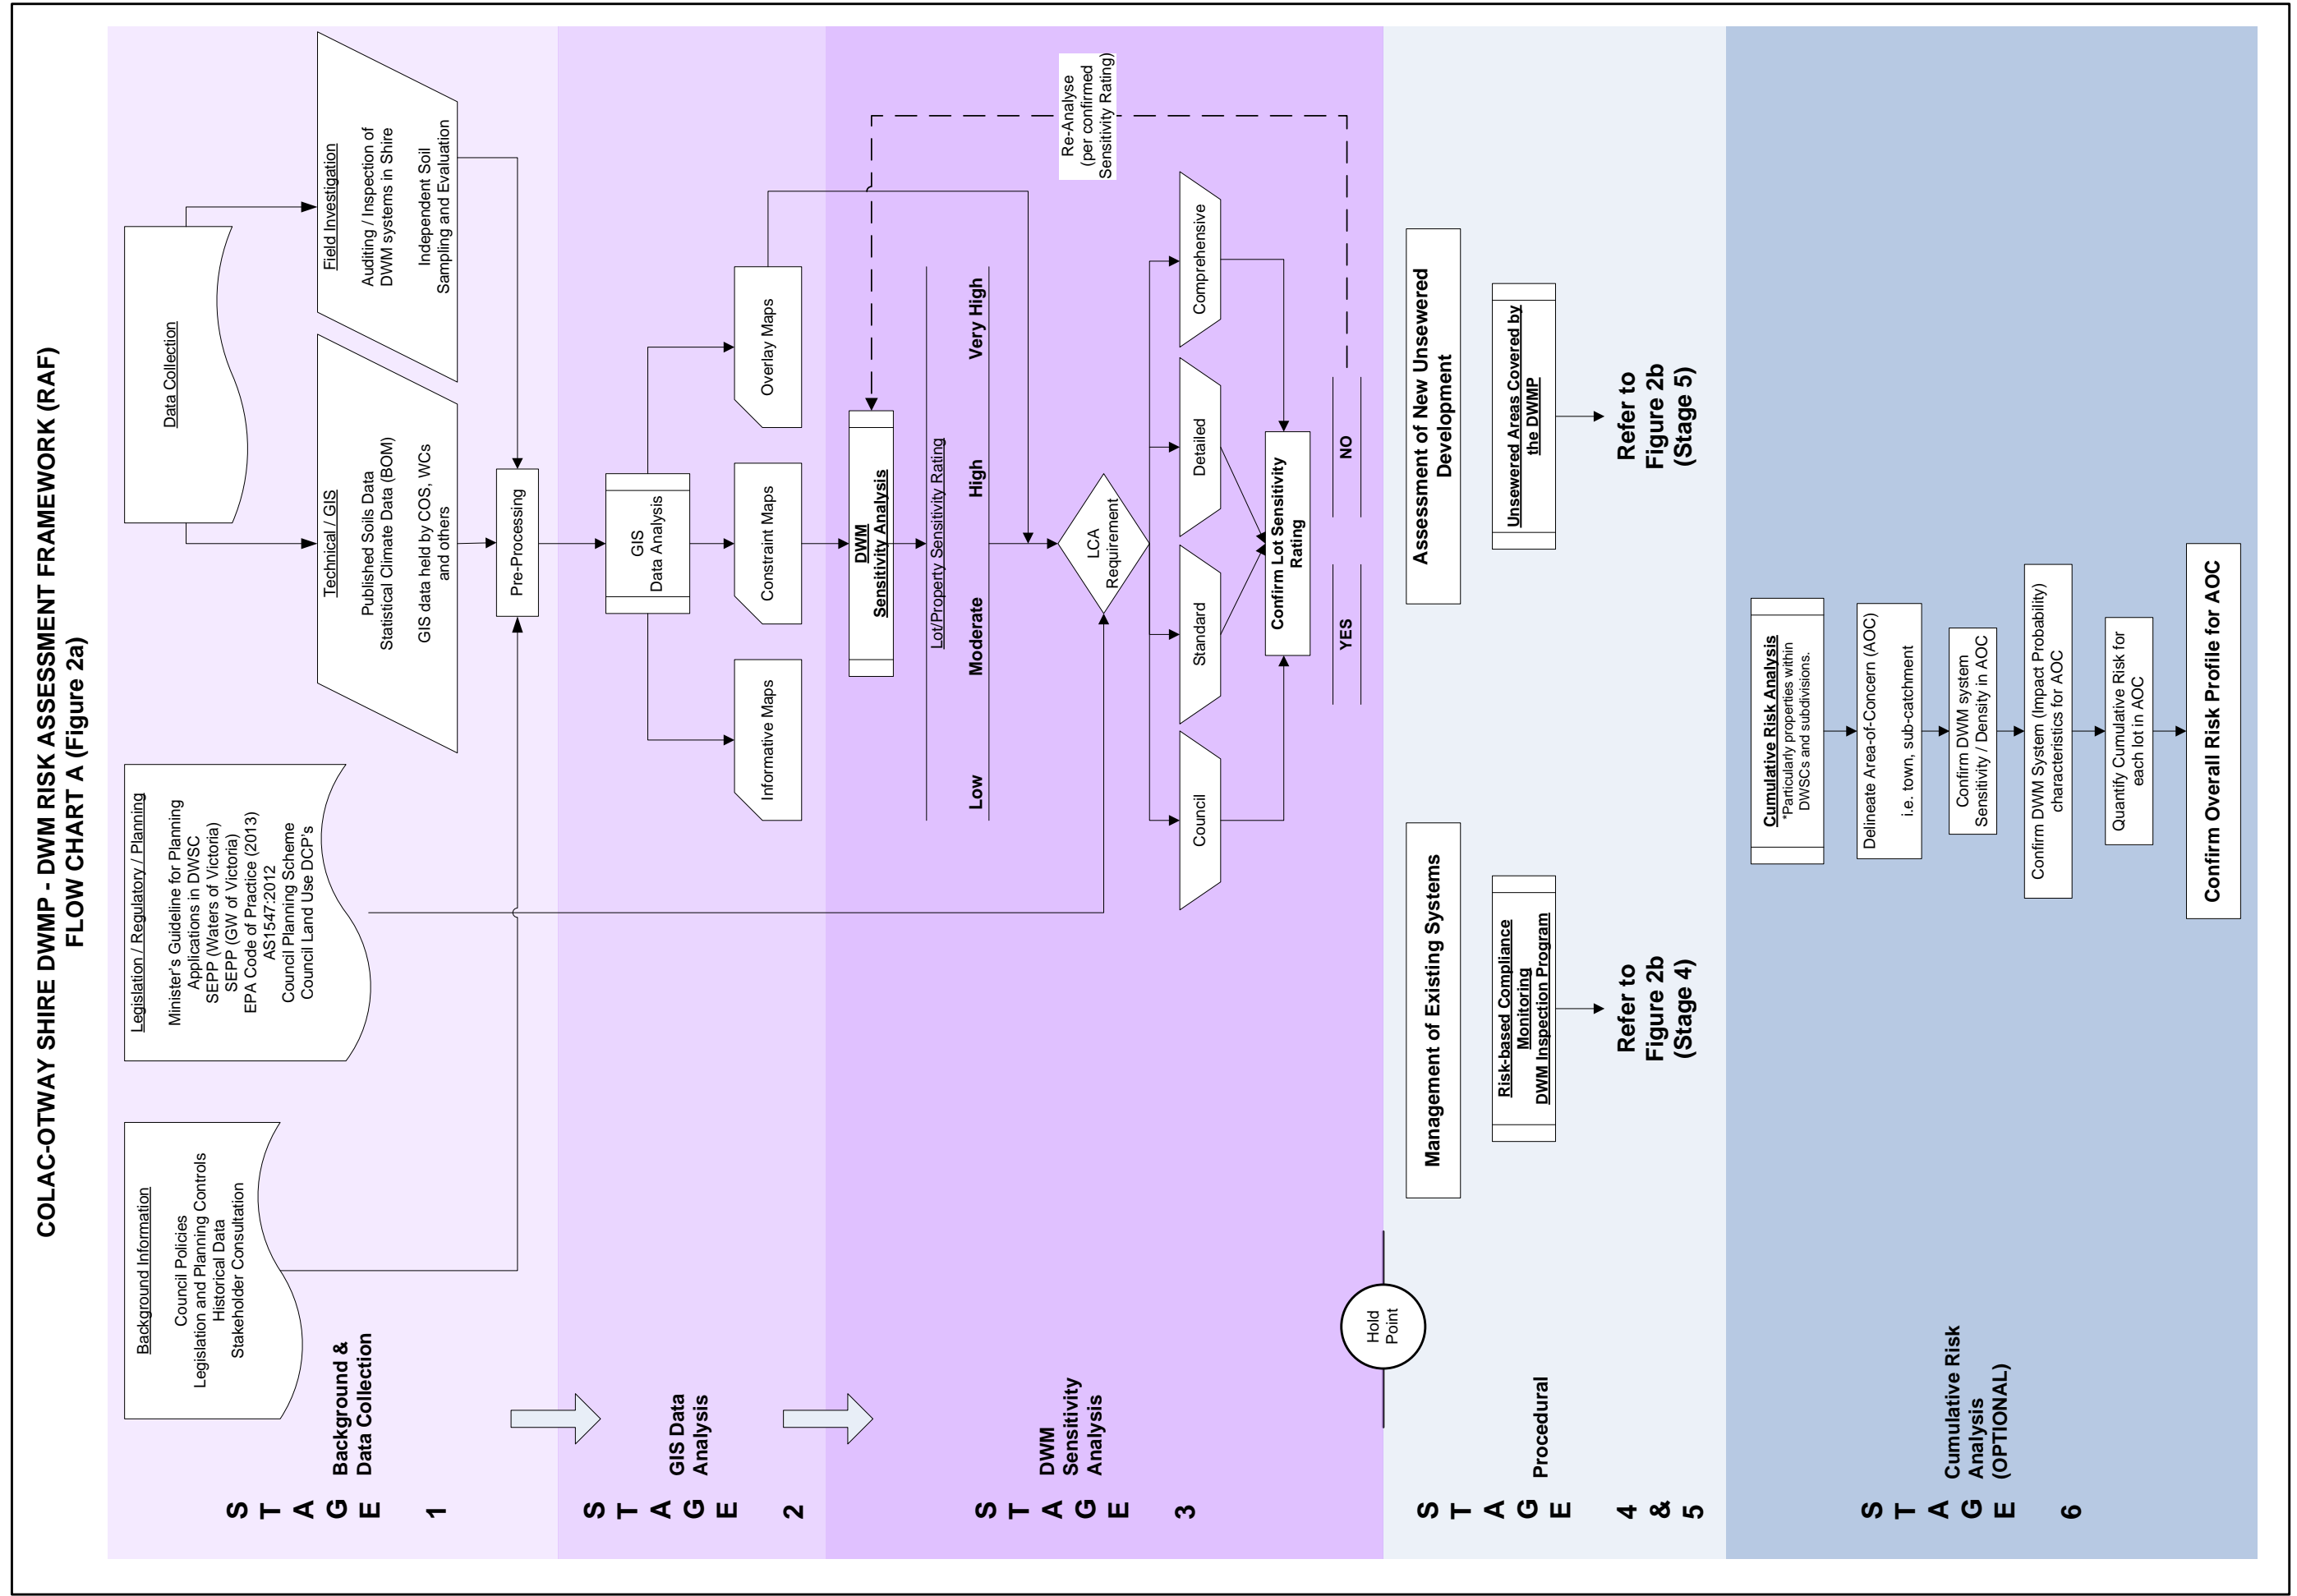 COLAC-OTWAY SHIRE DWMP - DWM RISK ASSESSMENT FRAMEWORK (RAF)
FLOW CHART A (Figure 2a)
STAGE 1
Background &
Data Collection
Background Information
Council Policies
Legislation and Planning Controls
Historical Data
Stakeholder Consultation
Legislation / Regulatory / Planning
Minister's Guideline for Planning
Applications in DWSC
SEPP (Waters of Victoria)
SEPP (GW of Victoria)
EPA Code of Practice (2013)
AS1547:2012
Council Planning Scheme
Council Land Use DCP's
Data Collection
Technical / GIS
Published Soils Data
Statistical Climate Data (BOM)
GIS data held by COS, WCs
and others
Field Investigation
Auditing / Inspection of
DWM systems in Shire
Independent Soil
Sampling and Evaluation
Pre-Processing
STAGE 2
GIS Data
Analysis
GIS
Data Analysis
Informative Maps
Constraint Maps
Overlay Maps
STAGE 3
DWM
Sensitivity
Analysis
DWM
Sensitivity Analysis
Lot/Property Sensitivity Rating
Low
Moderate
High
Very High
Re-Analyse
(per confirmed
Sensitivity Rating)
LCA
Requirement
Council
Standard
Detailed
Comprehensive
Confirm Lot Sensitivity
Rating
YES
NO
Hold
Point
STAGE 4 & 5
Procedural
Management of Existing Systems
Risk-based Compliance
Monitoring
DWM Inspection Program
Refer to
Figure 2b
(Stage 4)
Assessment of New Unsewered
Development
Unsewered Areas Covered by
the DWMP
Refer to
Figure 2b
(Stage 5)
STAGE 6
Cumulative Risk
Analysis
(OPTIONAL)
Cumulative Risk Analysis
*Particularly properties within
DWSCs and subdivisions.
Delineate Area-of-Concern (AOC)
i.e. town, sub-catchment
Confirm DWM system
Sensitivity / Density in AOC
Confirm DWM System (Impact Probability)
characteristics for AOC
Quantify Cumulative Risk for
each lot in AOC
Confirm Overall Risk Profile for AOC